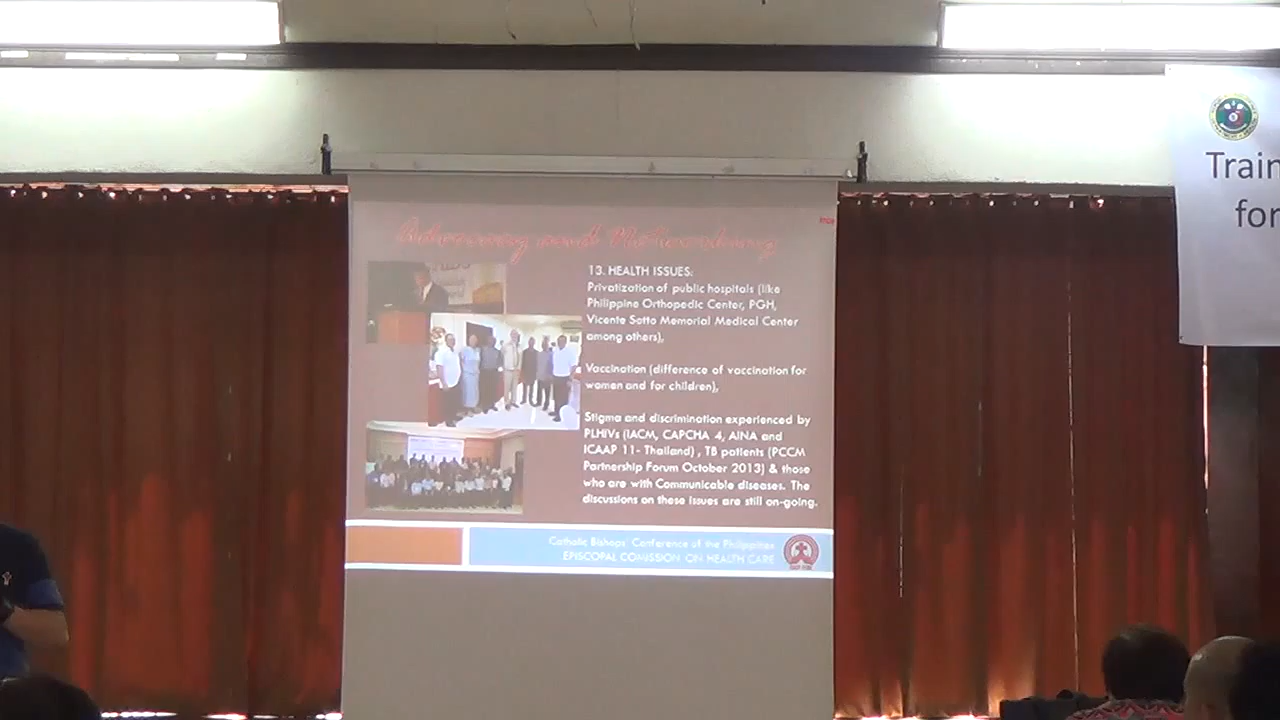 Train
for
Advocacy and Networking
13. HEALTH ISSUES:
Privatization of public hospitals (like
Philippine Orthopedic Center, PGH,
Vicente Sotto Memorial Medical Center
among others),
Vaccination (difference of vaccination for
women and for children),
Stigma and discrimination experienced by
PLHIVs (IACM, CAPCHA 4, AINA and
ICAAP 11- Thailand) , TB patients (PCCM
Partnership Forum October 2013) & those
who are with Communicable diseases. The
discussions on these issues are still on-going.
Catholic Bishops' Conference of the Philippines
EPISCOPAL COMISSION ON HEALTH CARE